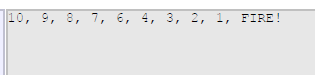 10, 9, 8, 7, 6, 4, 3, 2, 1, FIRE!